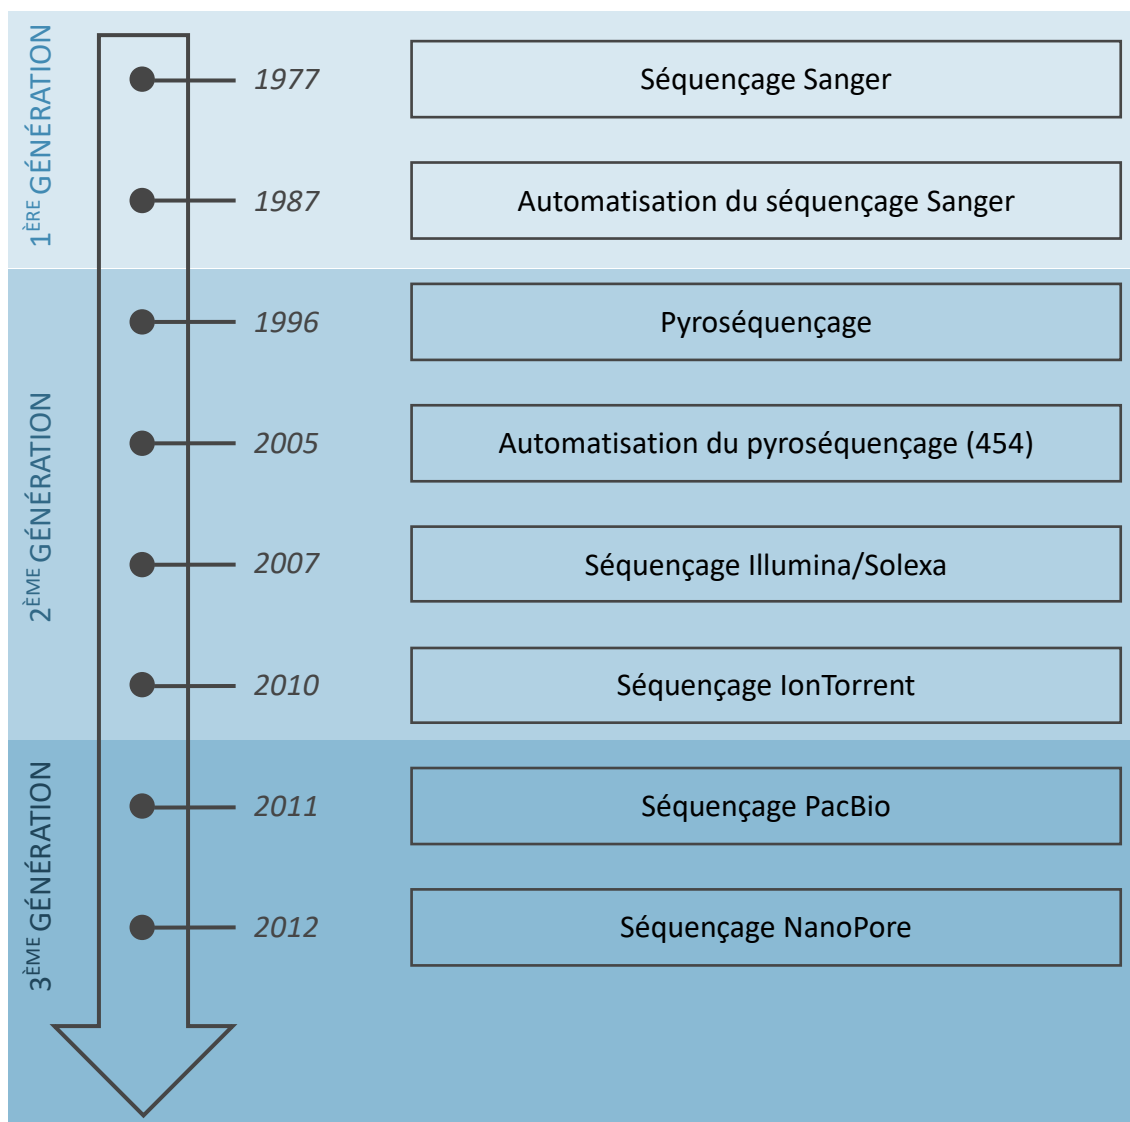 1ÈRE GÉNÉRATION
1977
Séquençage Sanger
1987
Automatisation du séquençage Sanger
2ÈME GÉNÉRATION
1996
Pyroséquençage
2005
Automatisation du pyroséquençage (454)
2007
Séquençage Illumina/Solexa
2010
Séquençage IonTorrent
3ÈME GÉNÉRATION
2011
Séquençage PacBio
2012
Séquençage NanoPore